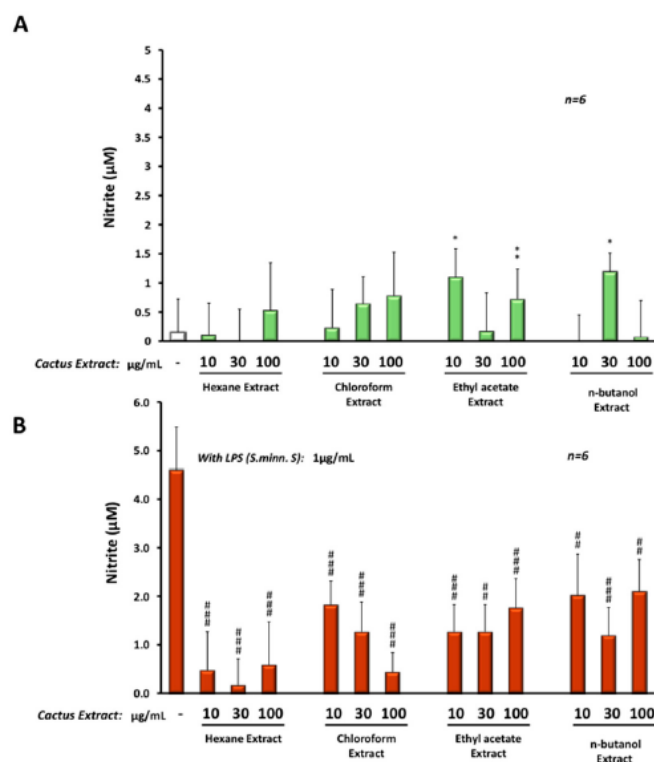 A
5
4.5
4
3.5
3
2.5
2
1.5
1
0.5
0
Nitrite (µM)
n=6
* * * * *
Cactus Extract: µg/mL - 10 30 100 10 30 100 10 30 100 10 30 100
Hexane Extract Chloroform Extract Ethyl acetate Extract n-butanol Extract
B
6.0
5.0
4.0
3.0
2.0
1.0
0.0
Nitrite (µM)
With LPS (S.minn. S): 1µg/mL
n=6
### ### ### ### ### ### ### ## ### ## ### ##
Cactus Extract: µg/mL - 10 30 100 10 30 100 10 30 100 10 30 100
Hexane Extract Chloroform Extract Ethyl acetate Extract n-butanol Extract